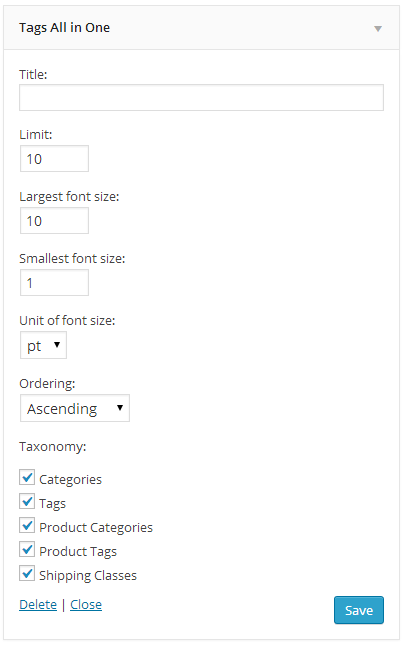 Tags All in One
Title:
Limit:
10
Largest font size:
10
Smallest font size:
1
Unit of font size:
pt
Ordering:
Ascending
Taxonomy:
Categories
Tags
Product Categories
Product Tags
Shipping Classes
Delete | Close Save